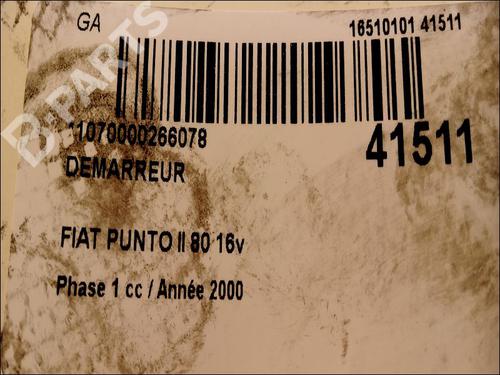 GA
16510101 41511
11070000266078
41511
DEMARREUR
FIAT PUNTO II 80 16v
Phase 1 cc / Année 2000
B-PARTS